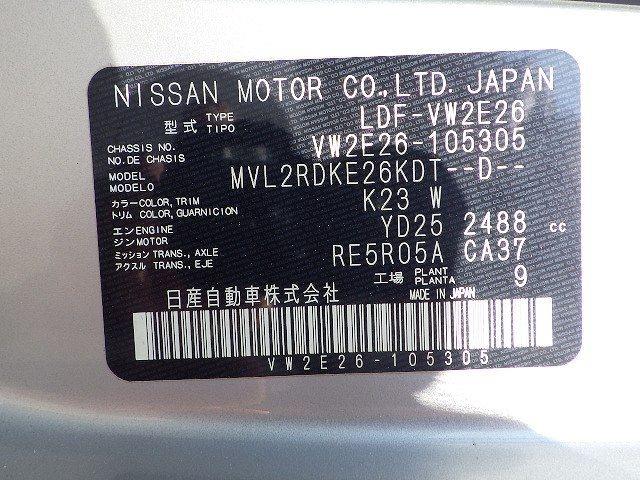 NISSAN MOTOR CO.,LTD. JAPAN
型式 TYPE TIPO LDF-VW2E26
CHASSIS NO. NO. DE CHASSIS VW2E26-105305
MODEL MODELO MVL2RDKE26KDT--D--
カラー COLOR, TRIM
トリム COLOR, GUARNICION K23 W
エンジン ENGINE MOTOR YD25 2488 cc
ミッション TRANS., AXLE
アクスル TRANS., EJE RE5R05A CA37
工場 PLANT PLANTA 9
日産自動車株式会社 MADE IN JAPAN
VW2E26-105305